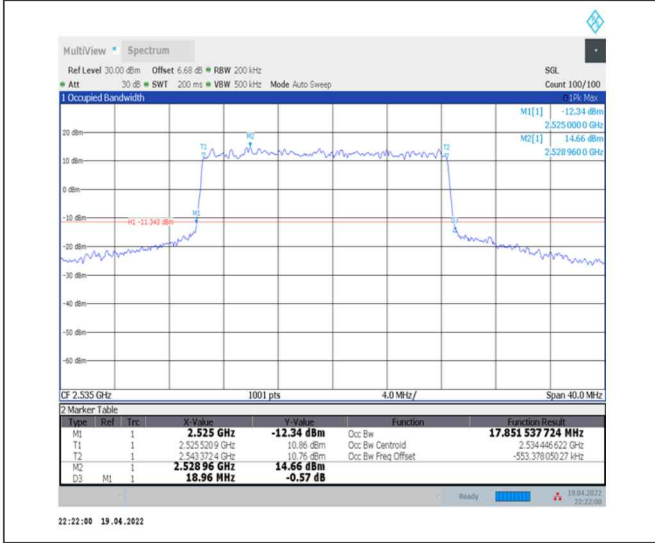 MultiView Spectrum
Ref Level 30.00 dBm Offset 6.68 dB RBW 200 kHz SGL
Att 30 dB SWT 200 ms VBW 500 kHz Mode Auto Sweep Count 100/100
1 Occupied Bandwidth 1Pk Max
M1[1] -12.34 dBm
2.525 000 0 GHz
M2[1] 14.66 dBm
2.528 960 0 GHz
20 dBm
T1 M2 T2
10 dBm
0 dBm
-10 dBm
M1
H1 -11.343 dBm
D3
-20 dBm
-30 dBm
-40 dBm
-50 dBm
-60 dBm
CF 2.535 GHz 1001 pts 4.0 MHz/ Span 40.0 MHz
2 Marker Table
Type Ref Trc X-Value Y-Value Function Function Result
M1 1 2.525 GHz -12.34 dBm Occ Bw 17.851 537 724 MHz
T1 1 2.525 520 9 GHz 10.86 dBm Occ Bw Centroid 2.534 446 622 GHz
T2 1 2.543 372 4 GHz 10.76 dBm Occ Bw Freq Offset -553.378 050 27 kHz
M2 1 2.528 96 GHz 14.66 dBm
D3 M1 1 18.96 MHz -0.57 dB
Ready 19.04.2022
22:22:00
22:22:00 19.04.2022